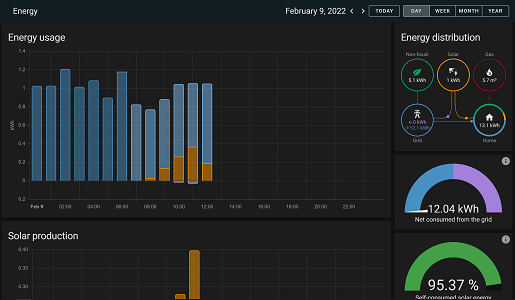 Energy
February 9, 2022
TODAY
DAY
WEEK
MONTH
YEAR
Energy usage
1.4
1.2
1
0.8
0.6
0.4
0.2
0
0.2
kWh
Feb 9
02:00
04:00
06:00
08:00
10:00
12:00
14:00
16:00
18:00
20:00
22:00
Solar production
0.40
0.35
0.30
Energy distribution
Non-fossil
Solar
Gas
5.1 kWh
1 kWh
5.7 m³
← 0 kWh
→ 12.1 kWh
13.1 kWh
Grid
Home
12.04 kWh
Net consumed from the grid
95.37 %
Self-consumed solar energy